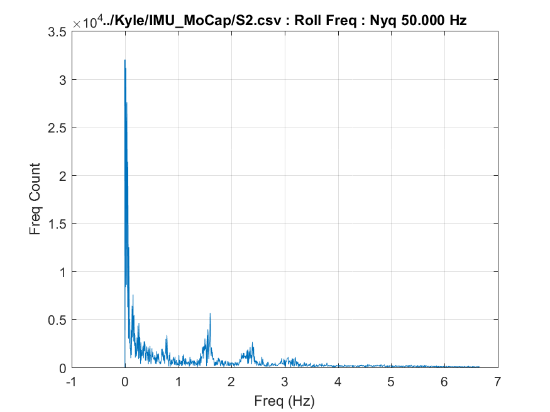 ×10⁴ ../Kyle/IMU_MoCap/S2.csv : Roll Freq : Nyq 50.000 Hz
3.5
3
2.5
2
1.5
1
0.5
0
Freq Count
-1 0 1 2 3 4 5 6 7
Freq (Hz)